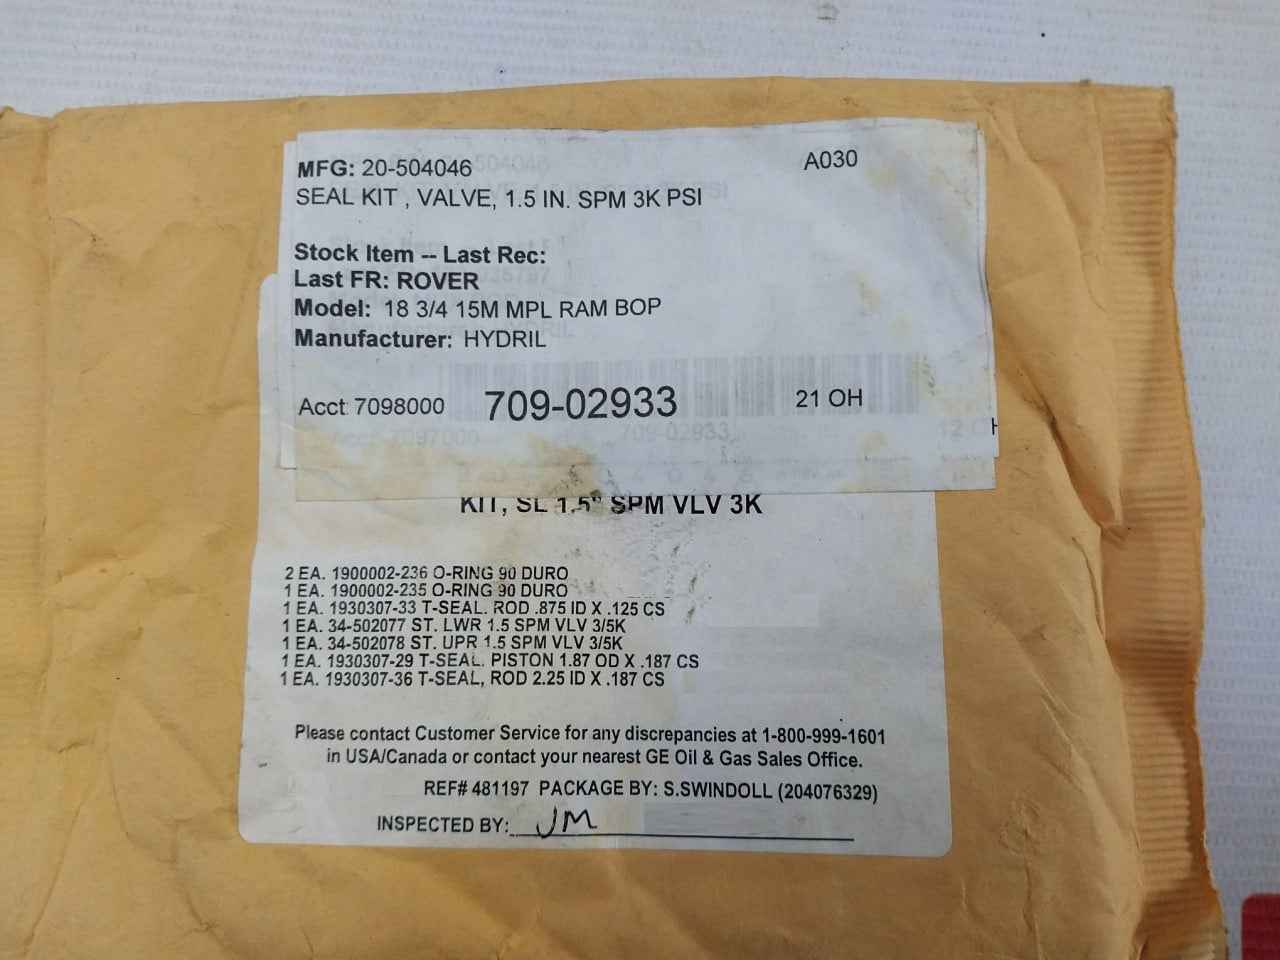 MFG: 20-504046 A030
SEAL KIT , VALVE, 1.5 IN. SPM 3K PSI
Stock Item -- Last Rec:
Last FR: ROVER
Model: 18 3/4 15M MPL RAM BOP
Manufacturer: HYDRIL
Acct: 7098000 709-02933 21 OH
Acct: 7097000 709-02933 12 OH
KIT, SL 1.5" SPM VLV 3K
2 EA. 1900002-236 O-RING 90 DURO
1 EA. 1900002-235 O-RING 90 DURO
1 EA. 1930307-33 T-SEAL. ROD .875 ID X .125 CS
1 EA. 34-502077 ST. LWR 1.5 SPM VLV 3/5K
1 EA. 34-502078 ST. UPR 1.5 SPM VLV 3/5K
1 EA. 1930307-29 T-SEAL. PISTON 1.87 OD X .187 CS
1 EA. 1930307-36 T-SEAL, ROD 2.25 ID X .187 CS
Please contact Customer Service for any discrepancies at 1-800-999-1601
in USA/Canada or contact your nearest GE Oil & Gas Sales Office.
REF# 481197 PACKAGE BY: S.SWINDOLL (204076329)
INSPECTED BY: JM